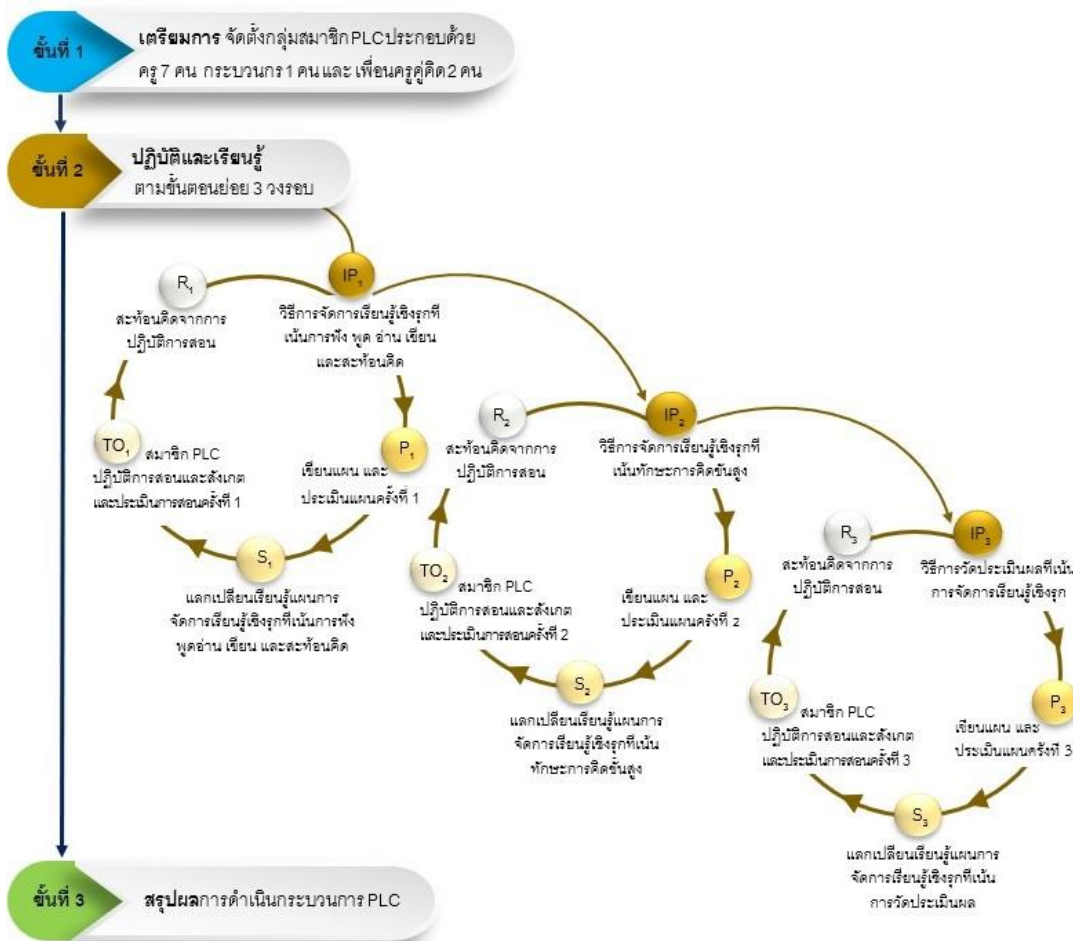 ขั้นที่ 1
เตรียมการ จัดตั้งกลุ่มสมาชิก PLC ประกอบด้วย
ครู 7 คน กระบวนกร 1 คน และ เพื่อนครูคู่คิด 2 คน
ขั้นที่ 2
ปฏิบัติและเรียนรู้
ตามขั้นตอนย่อย 3 วงรอบ
IP1
วิธีการจัดการเรียนรู้เชิงรุกที่
เน้นการฟัง พูด อ่าน เขียน
และสะท้อนคิด
P1
เขียนแผน และ
ประเมินแผนครั้งที่ 1
S1
แลกเปลี่ยนเรียนรู้แผนการ
จัดการเรียนรู้เชิงรุกที่เน้นการฟัง
พูดอ่าน เขียน และสะท้อนคิด
TO1
สมาชิก PLC
ปฏิบัติการสอนและสังเกต
และประเมินการสอนครั้งที่ 1
R1
สะท้อนคิดจากการ
ปฏิบัติการสอน
IP2
วิธีการจัดการเรียนรู้เชิงรุกที่
เน้นทักษะการคิดขั้นสูง
P2
เขียนแผน และ
ประเมินแผนครั้งที่ 2
S2
แลกเปลี่ยนเรียนรู้แผนการ
จัดการเรียนรู้เชิงรุกที่เน้น
ทักษะการคิดขั้นสูง
TO2
สมาชิก PLC
ปฏิบัติการสอนและสังเกต
และประเมินการสอนครั้งที่ 2
R2
สะท้อนคิดจากการ
ปฏิบัติการสอน
IP3
วิธีการวัดประเมินผลที่เน้น
การจัดการเรียนรู้เชิงรุก
P3
เขียนแผน และ
ประเมินแผนครั้งที่ 3
S3
แลกเปลี่ยนเรียนรู้แผนการ
จัดการเรียนรู้เชิงรุกที่เน้น
การวัดประเมินผล
TO3
สมาชิก PLC
ปฏิบัติการสอนและสังเกต
และประเมินการสอนครั้งที่ 3
R3
สะท้อนคิดจากการ
ปฏิบัติการสอน
ขั้นที่ 3
สรุปผลการดำเนินกระบวนการ PLC